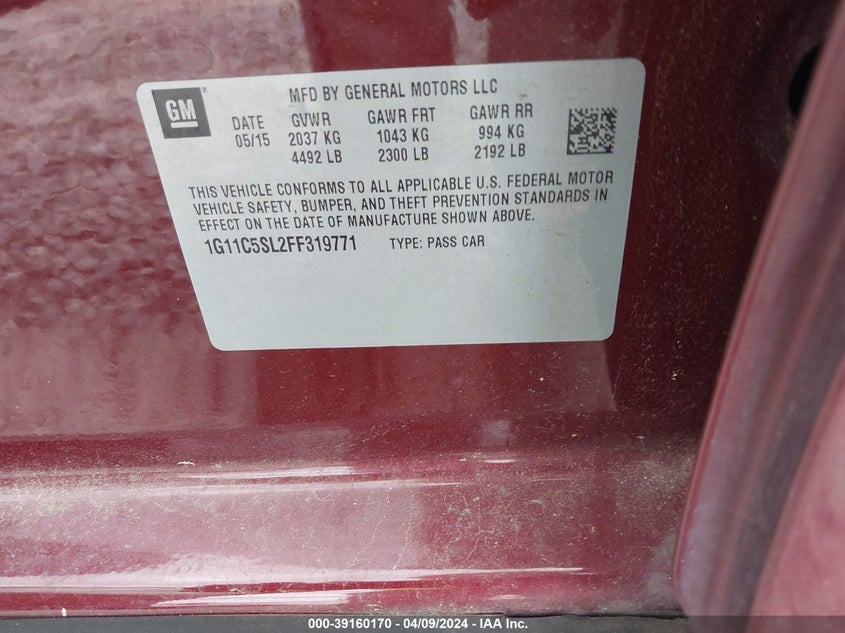 MFD BY GENERAL MOTORS LLC
GM
DATE GVWR GAWR FRT GAWR RR
05/15 2037 KG 1043 KG 994 KG
4492 LB 2300 LB 2192 LB
THIS VEHICLE CONFORMS TO ALL APPLICABLE U.S. FEDERAL MOTOR
VEHICLE SAFETY, BUMPER, AND THEFT PREVENTION STANDARDS IN
EFFECT ON THE DATE OF MANUFACTURE SHOWN ABOVE.
1G11C5SL2FF319771 TYPE: PASS CAR
000-39160170 - 04/09/2024 - IAA Inc.